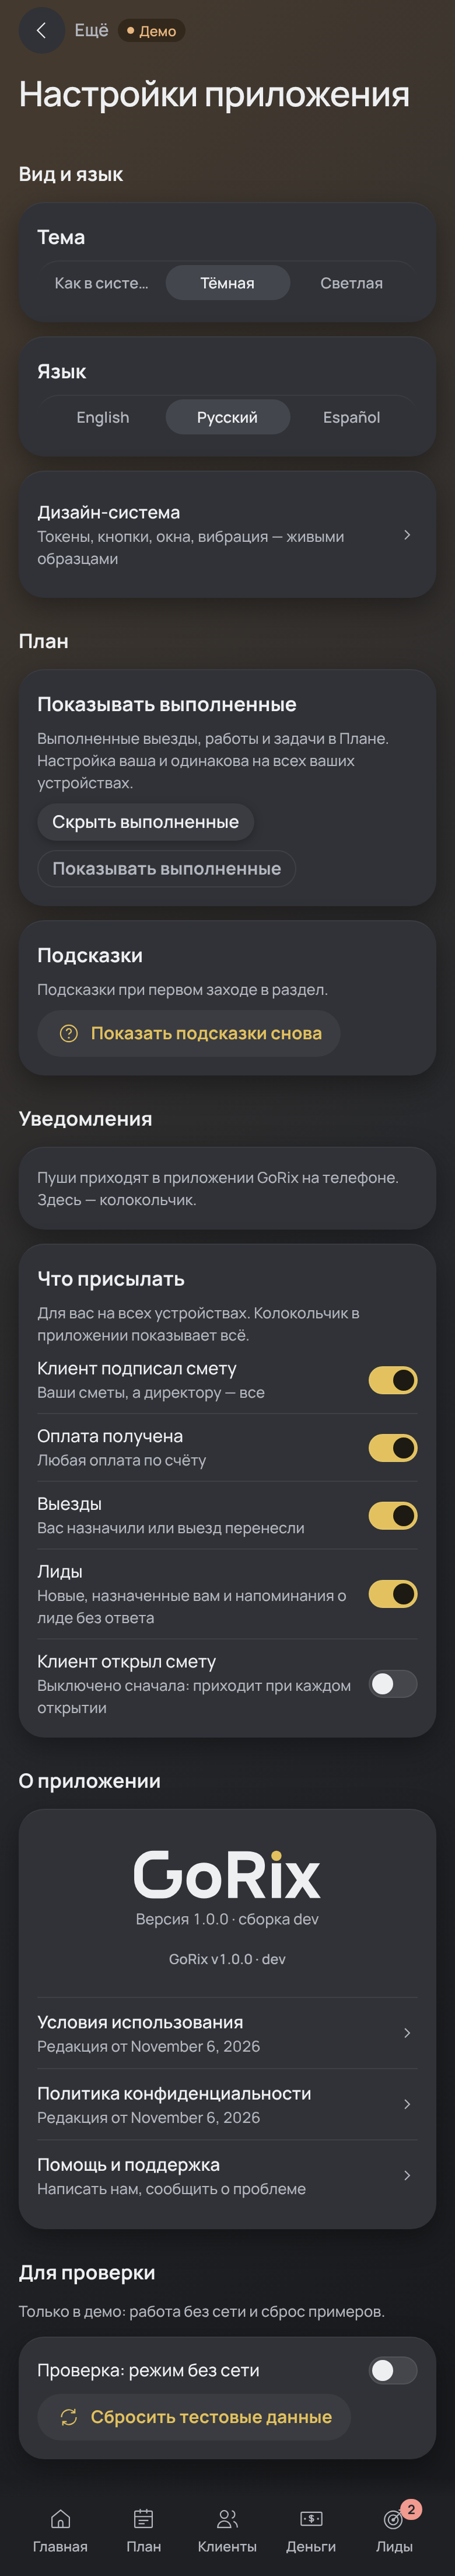 Ещё
Демо
Настройки приложения
Вид и язык
Тема
Как в систе...
Тёмная
Светлая
Язык
English
Русский
Español
Дизайн-система
Токены, кнопки, окна, вибрация — живыми
образцами
План
Показывать выполненные
Выполненные выезды, работы и задачи в Плане.
Настройка ваша и одинакова на всех ваших
устройствах.
Скрыть выполненные
Показывать выполненные
Подсказки
Подсказки при первом заходе в раздел.
Показать подсказки снова
Уведомления
Пуши приходят в приложении GoRix на телефоне.
Здесь — колокольчик.
Что присылать
Для вас на всех устройствах. Колокольчик в
приложении показывает всё.
Клиент подписал смету
Ваши сметы, а директору — все
Оплата получена
Любая оплата по счёту
Выезды
Вас назначили или выезд перенесли
Лиды
Новые, назначенные вам и напоминания о
лиде без ответа
Клиент открыл смету
Выключено сначала: приходит при каждом
открытии
О приложении
GoRix
Версия 1.0.0 · сборка dev
GoRix v1.0.0 · dev
Условия использования
Редакция от November 6, 2026
Политика конфиденциальности
Редакция от November 6, 2026
Помощь и поддержка
Написать нам, сообщить о проблеме
Для проверки
Только в демо: работа без сети и сброс примеров.
Проверка: режим без сети
Сбросить тестовые данные
2
Главная
План
Клиенты
Деньги
Лиды